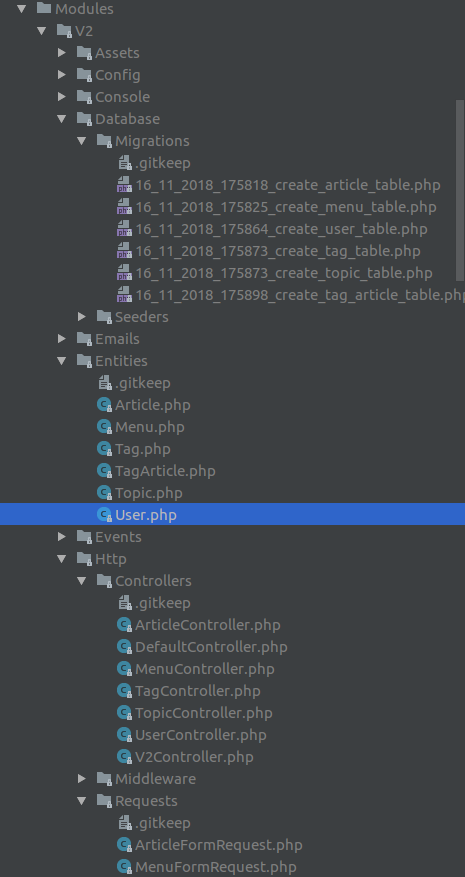 Modules
V2
Assets
Config
Console
Database
Migrations
.gitkeep
16_11_2018_175818_create_article_table.php
16_11_2018_175825_create_menu_table.php
16_11_2018_175864_create_user_table.php
16_11_2018_175873_create_tag_table.php
16_11_2018_175873_create_topic_table.php
16_11_2018_175898_create_tag_article_table.php
Seeders
Emails
Entities
.gitkeep
Article.php
Menu.php
Tag.php
TagArticle.php
Topic.php
User.php
Events
Http
Controllers
.gitkeep
ArticleController.php
DefaultController.php
MenuController.php
TagController.php
TopicController.php
UserController.php
V2Controller.php
Middleware
Requests
.gitkeep
ArticleFormRequest.php
MenuFormRequest.php